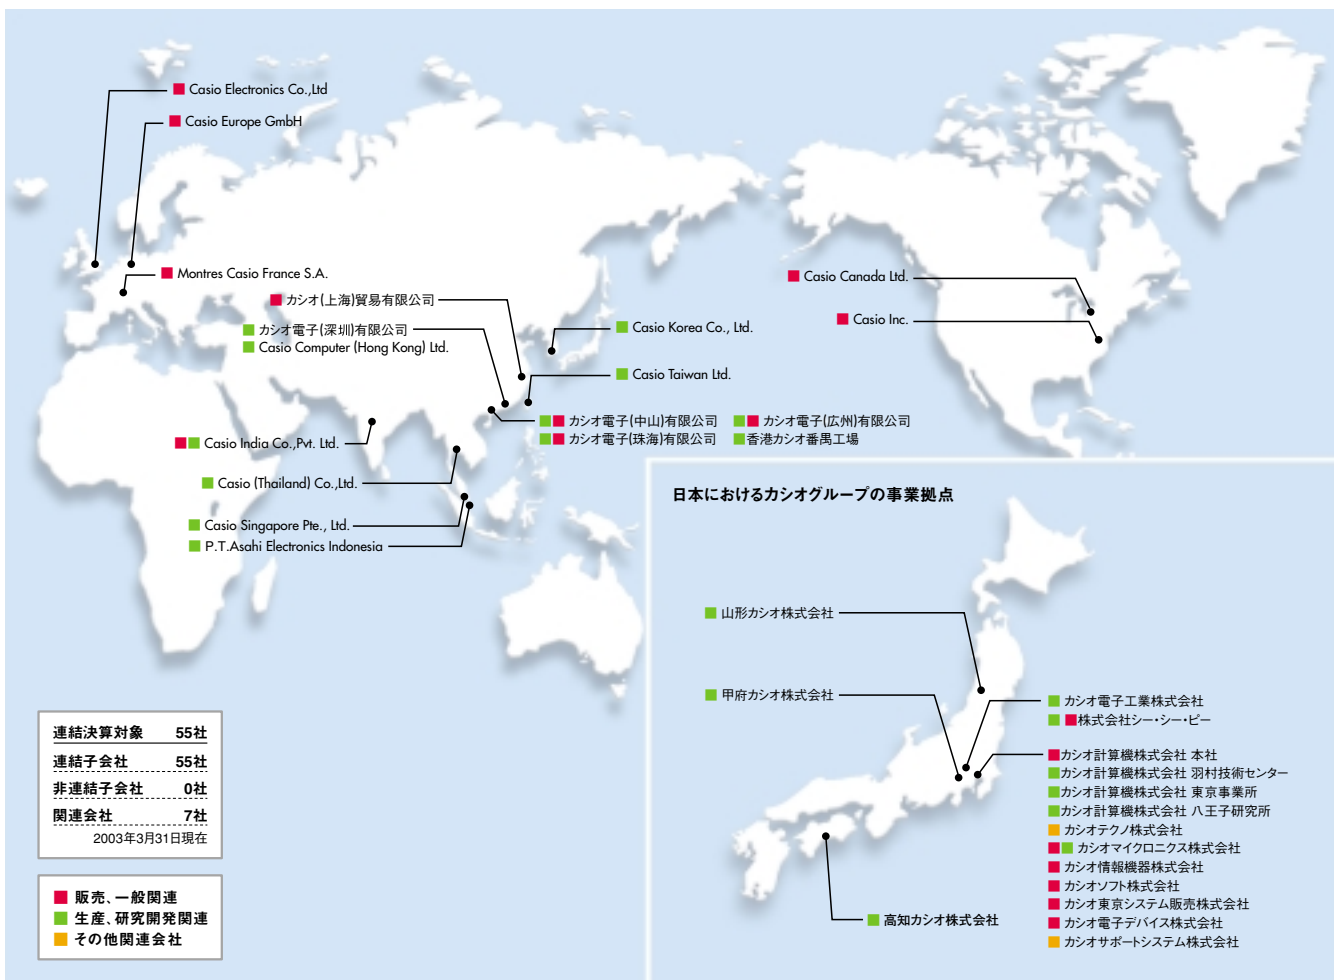 Casio Electronics Co.,Ltd
Casio Europe GmbH
Montres Casio France S.A.
カシオ(上海)貿易有限公司
カシオ電子(深圳)有限公司
Casio Computer (Hong Kong) Ltd.
Casio Korea Co., Ltd.
Casio Taiwan Ltd.
カシオ電子(中山)有限公司 カシオ電子(広州)有限公司
カシオ電子(珠海)有限公司 香港カシオ番禺工場
Casio India Co.,Pvt. Ltd.
Casio (Thailand) Co.,Ltd.
Casio Singapore Pte., Ltd.
P.T.Asahi Electronics Indonesia
Casio Canada Ltd.
Casio Inc.
日本におけるカシオグループの事業拠点
山形カシオ株式会社
甲府カシオ株式会社
カシオ電子工業株式会社
株式会社シー・シー・ピー
カシオ計算機株式会社 本社
カシオ計算機株式会社 羽村技術センター
カシオ計算機株式会社 東京事業所
カシオ計算機株式会社 八王子研究所
カシオテクノ株式会社
カシオマイクロニクス株式会社
カシオ情報機器株式会社
カシオソフト株式会社
カシオ東京システム販売株式会社
カシオ電子デバイス株式会社
カシオサポートシステム株式会社
高知カシオ株式会社
連結決算対象 55社
連結子会社 55社
非連結子会社 0社
関連会社 7社
2003年3月31日現在
販売、一般関連
生産、研究開発関連
その他関連会社